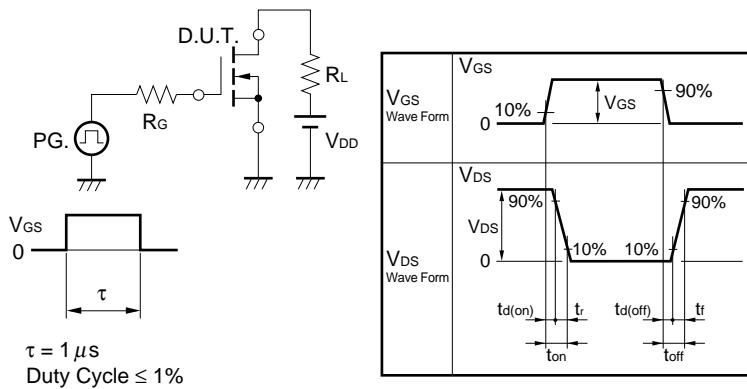 D.U.T.
RL
RG
PG.
VDD
VGS
0
τ
τ = 1 μs
Duty Cycle ≤ 1%
VGS
Wave Form
VGS
10%
VGS
90%
0
VDS
Wave Form
VDS
90%
VDS
90%
10%
10%
0
td(on)
tr
td(off)
tf
ton
toff